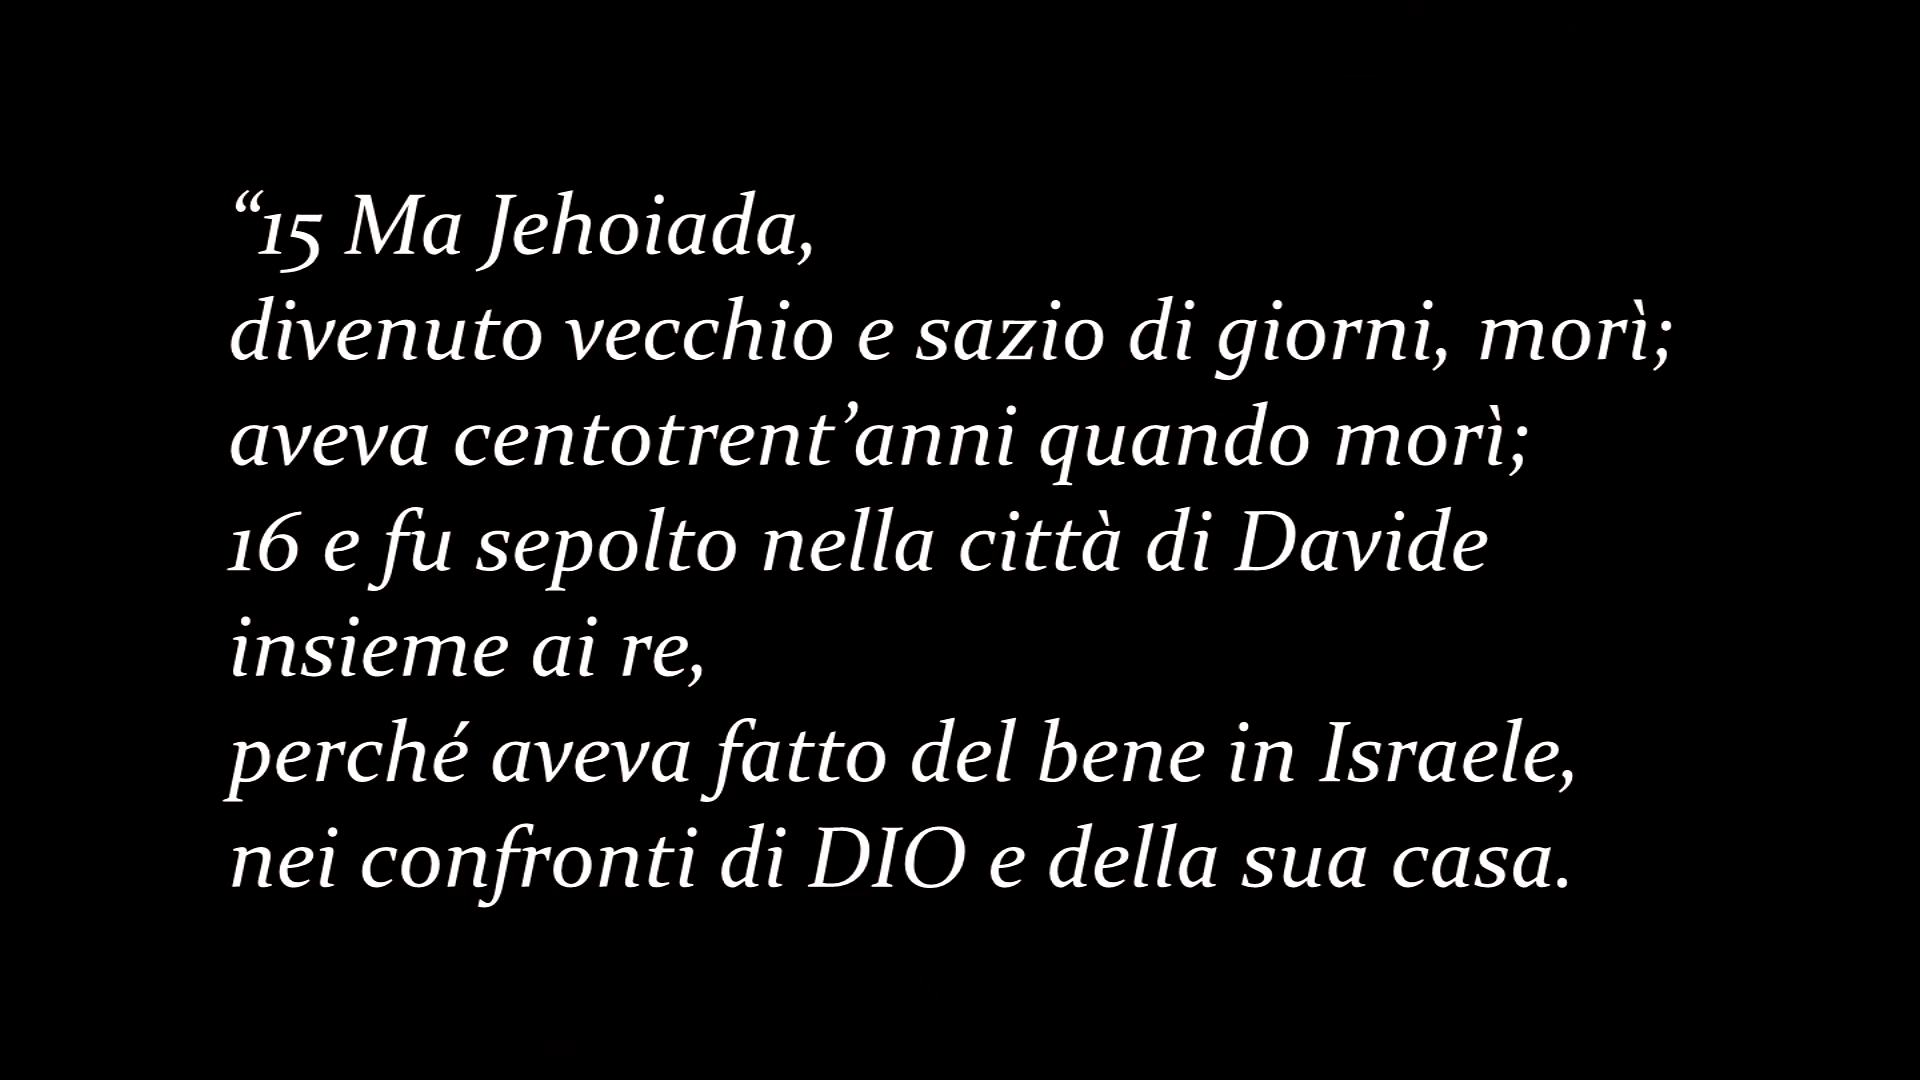 “15 Ma Jehoiada,
divenuto vecchio e sazio di giorni, morì;
aveva centotrent’anni quando morì;
16 e fu sepolto nella città di Davide
insieme ai re,
perché aveva fatto del bene in Israele,
nei confronti di DIO e della sua casa.